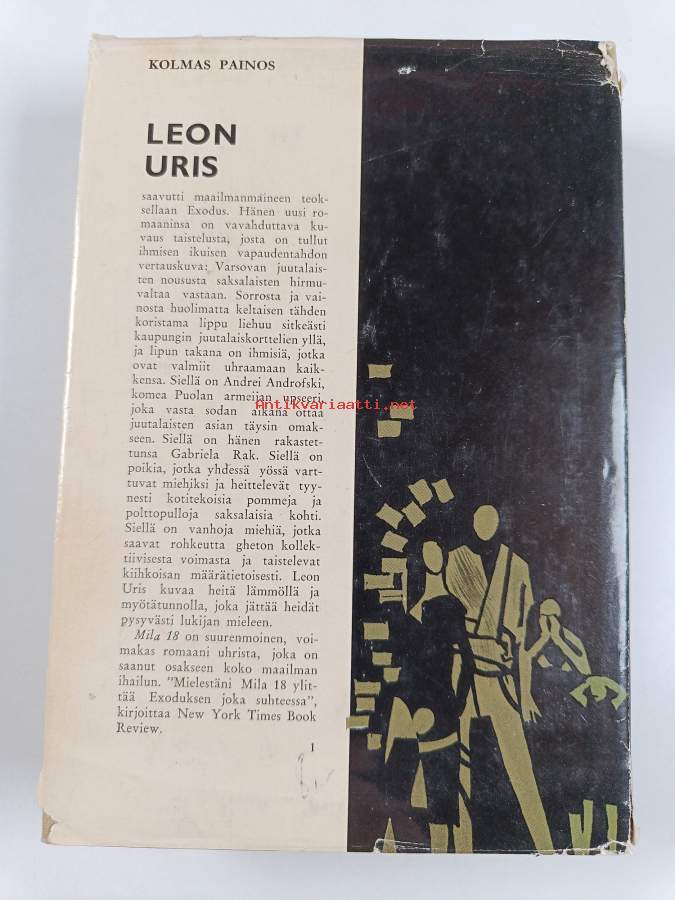 KOLMAS PAINOS
LEON
URIS
saavutti maailmanmaineen teok-
sellaan Exodus. Hänen uusi ro-
maaninsa on vavahduttava ku-
vaus taistelusta, josta on tullut
ihmisen ikuisen vapaudentahdon
vertauskuva: Varsovan juutalais-
ten noususta saksalaisten hirmu-
valtaa vastaan. Sorrosta ja vai-
nosta huolimatta keltaisen tähden
koristama lippu liehuu sitkeästi
kaupungin juutalaiskorttelien yllä,
ja lipun takana on ihmisiä, jotka
ovat valmiit uhraamaan kaik-
kensa. Siellä on Andrei Androfski,
komea Puolan armeijan upseeri,
joka vasta sodan aikana ottaa
juutalaisten asian täysin omak-
seen. Siellä on hänen rakastet-
tunsa Gabriela Rak. Siellä on
poikia, jotka yhdessä yössä vart-
tuvat miehiksi ja heittelevät tyy-
nesti kotitekoisia pommeja ja
polttopulloja saksalaisia kohti.
Siellä on vanhoja miehiä, jotka
saavat rohkeutta gheton kollek-
tiivisesta voimasta ja taistelevat
kiihkoisan määrätietoisesti. Leon
Uris kuvaa heitä lämmöllä ja
myötätunnolla, joka jättää heidät
pysyvästi lukijan mieleen.
Mila 18 on suurenmoinen, voi-
makas romaani uhrista, joka on
saanut osakseen koko maailman
ihailun. "Mielestäni Mila 18 ylit-
tää Exoduksen joka suhteessa",
kirjoittaa New York Times Book
Review.
1
Antikvariaatti.net